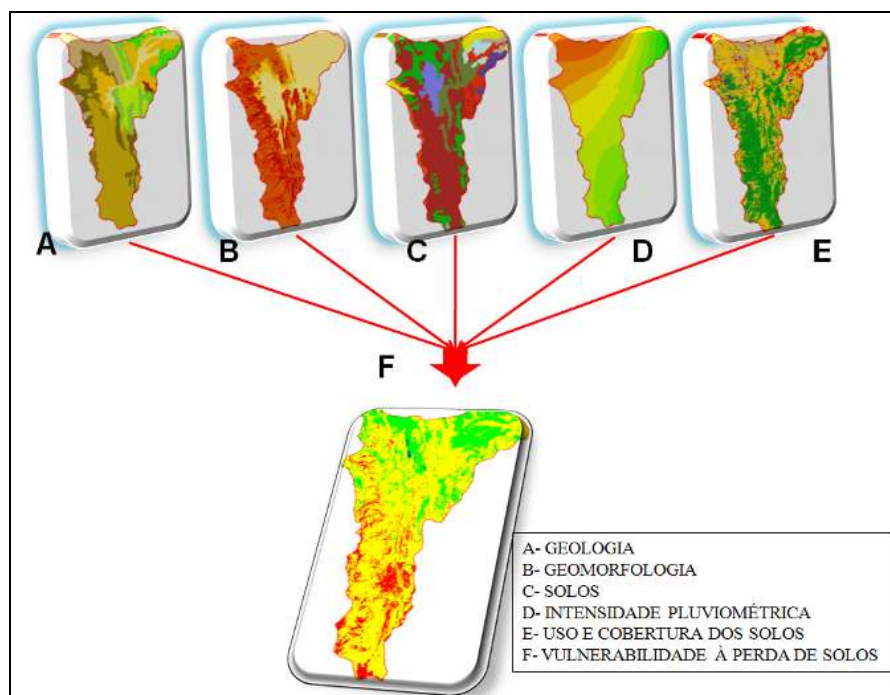 A
B
C
D
E
F
A- GEOLOGIA
B- GEOMORFOLOGIA
C- SOLOS
D- INTENSIDADE PLUVIOMÉTRICA
E- USO E COBERTURA DOS SOLOS
F- VULNERABILIDADE À PERDA DE SOLOS